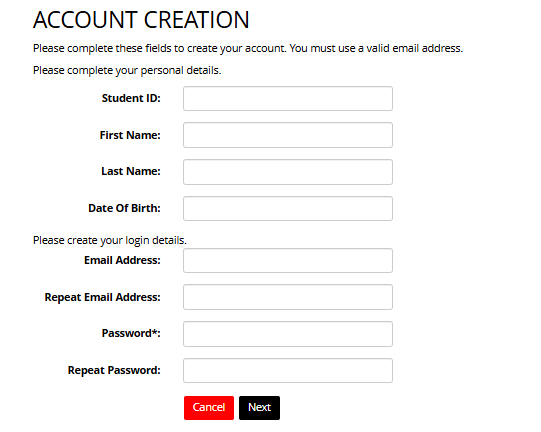 ACCOUNT CREATION
Please complete these fields to create your account. You must use a valid email address.
Please complete your personal details.
Student ID:
First Name:
Last Name:
Date Of Birth:
Please create your login details.
Email Address:
Repeat Email Address:
Password*:
Repeat Password:
Cancel Next